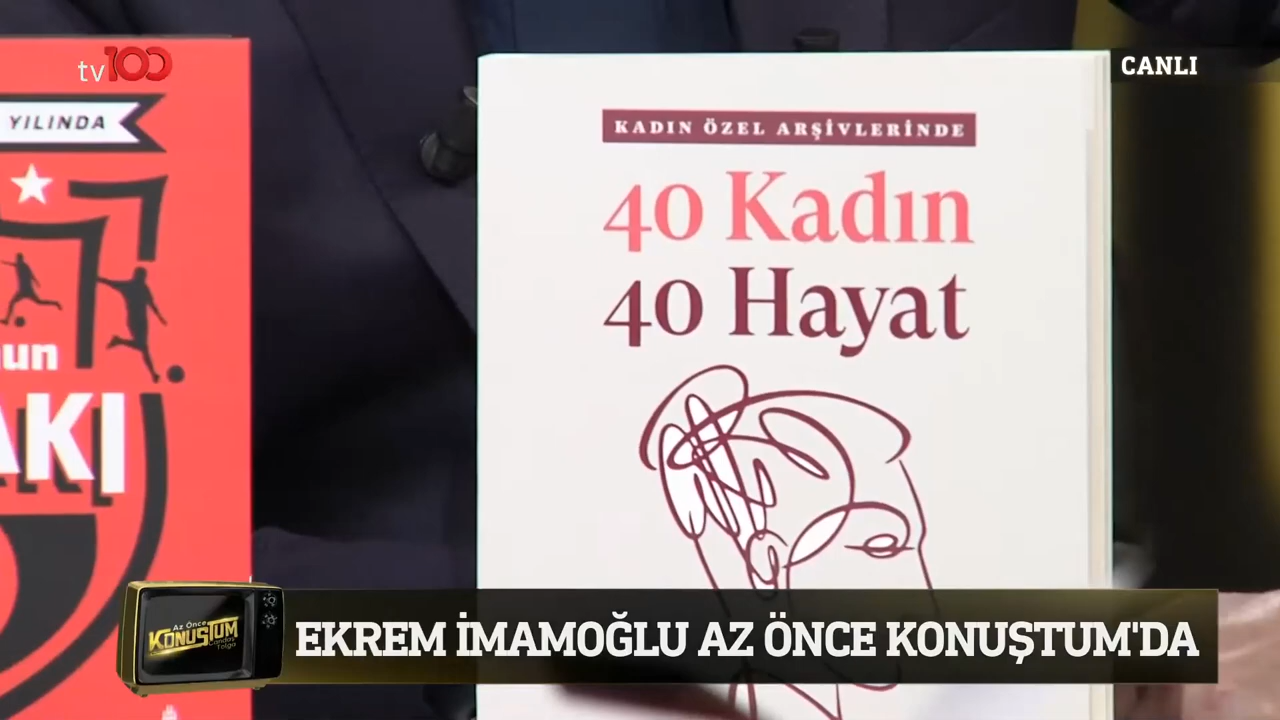 tv100
CANLI
YILINDA
KADIN ÖZEL ARŞİVLERİNDE
40 Kadın
40 Hayat
Az Önce
KONUŞTUM
EKREM İMAMOĞLU AZ ÖNCE KONUŞTUM'DA